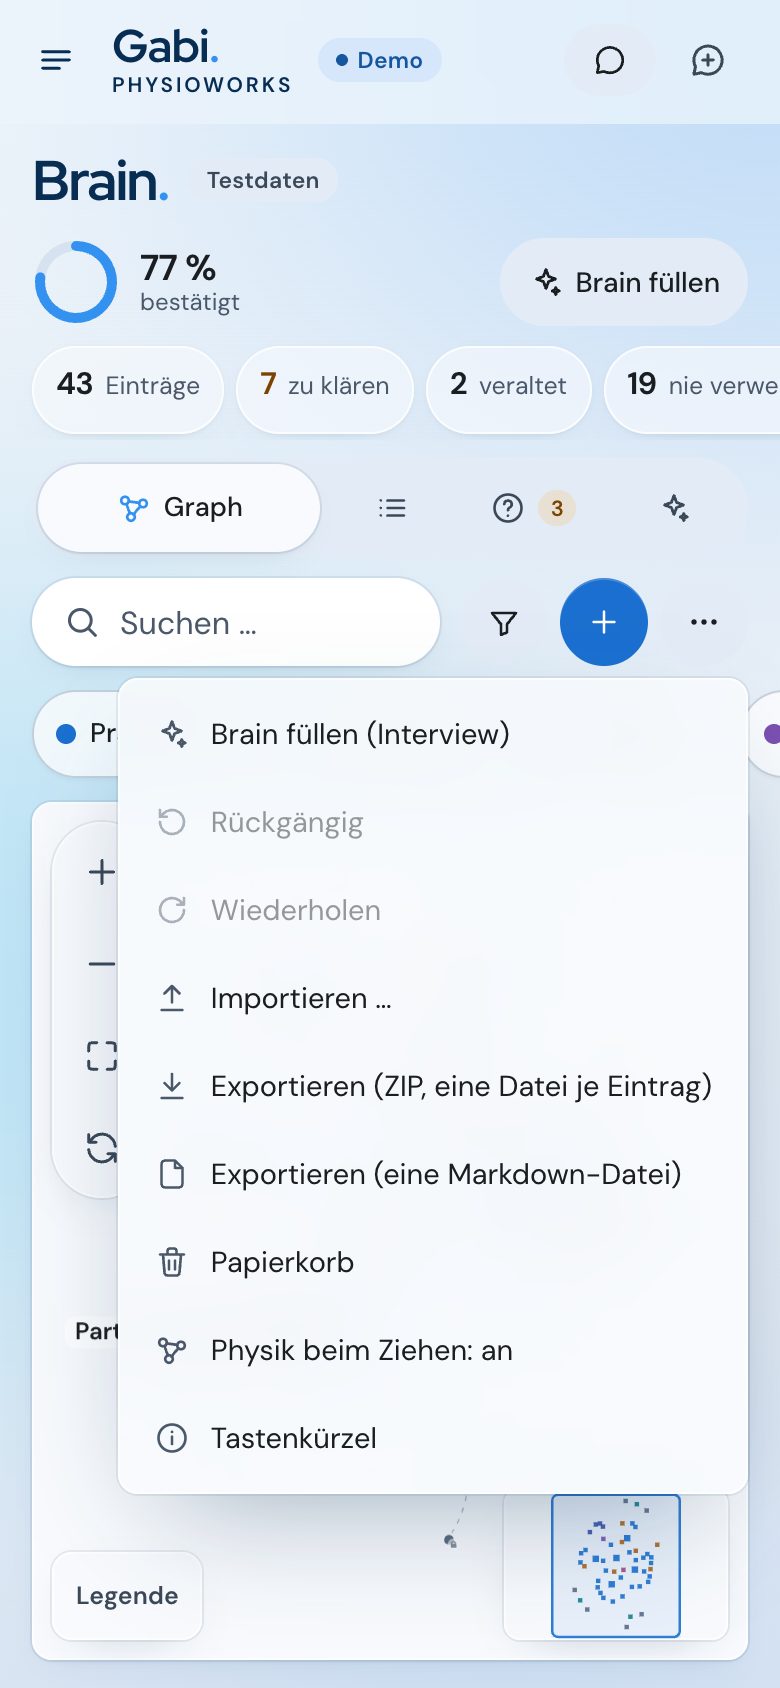 Gabi.
PHYSIOWORKS
Demo
Brain.
Testdaten
77 %
bestätigt
Brain füllen
43 Einträge
7 zu klären
2 veraltet
19 nie verwe
Graph
3
Suchen ...
Pr
Brain füllen (Interview)
Rückgängig
Wiederholen
Importieren ...
Exportieren (ZIP, eine Datei je Eintrag)
Exportieren (eine Markdown-Datei)
Papierkorb
Part
Physik beim Ziehen: an
Tastenkürzel
Legende